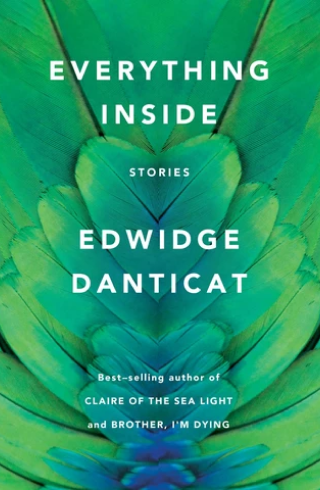 EVERYTHING
INSIDE
STORIES
EDWIDGE
DANTICAT
Best–selling author of
CLAIRE OF THE SEA LIGHT
and BROTHER, I'M DYING